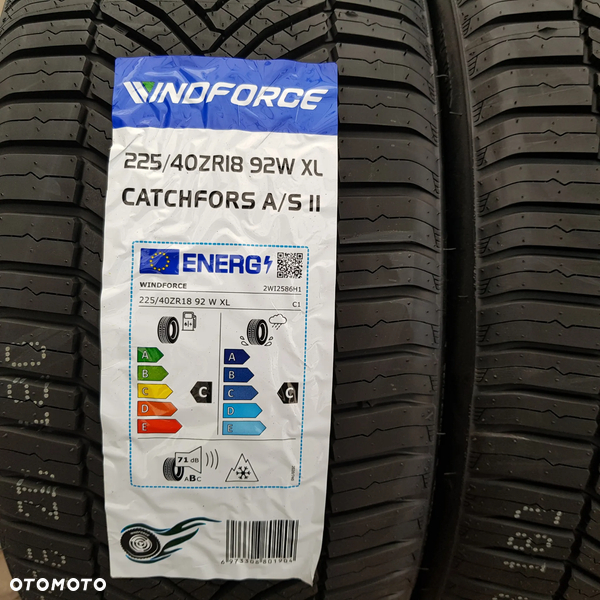 WINDFORCE
225/40ZR18 92W XL
CATCHFORS A/S II
ENERG
WINDFORCE 2WI2586H1
225/40ZR18 92 W XL C1
A A
B B
C C C C
D D
E E
71 dB
ABC
OTOMOTO